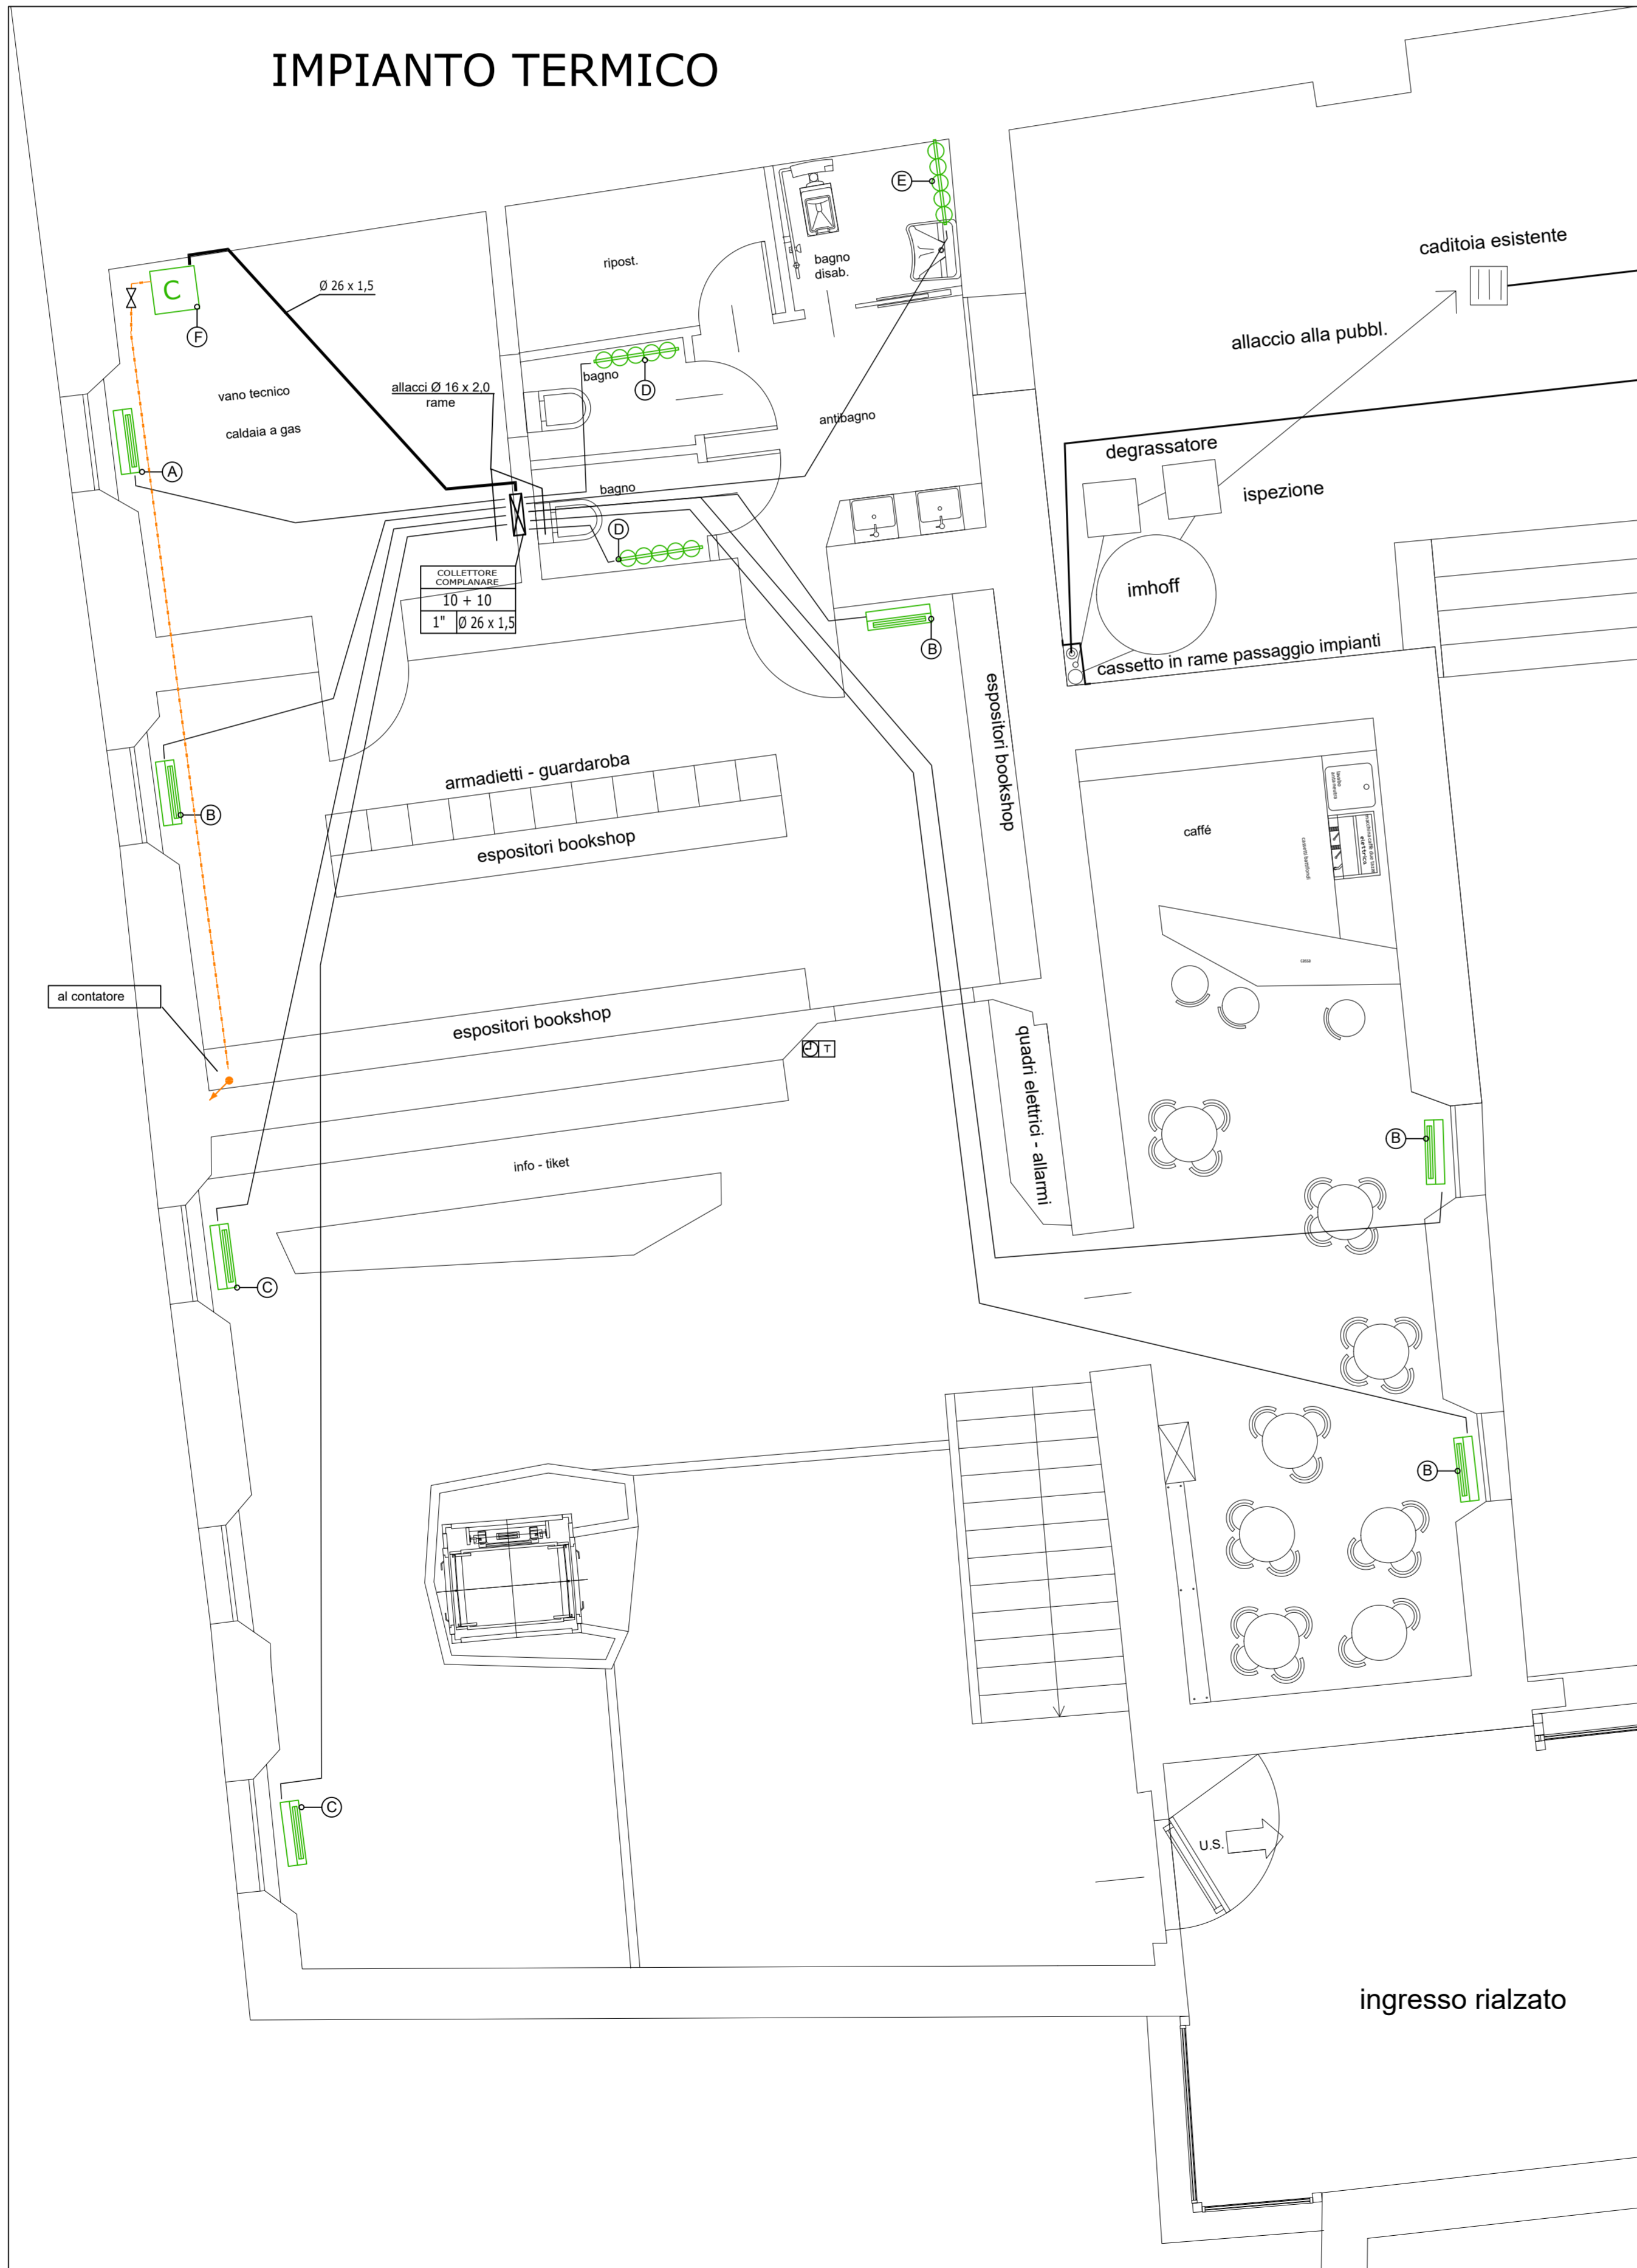 IMPIANTO TERMICO
E
caditoia esistente
ripost.
bagno
disab.
C
Ø 26 x 1,5
F
allaccio alla pubbl.
bagno
D
vano tecnico
allacci Ø 16 x 2,0
rame
caldaia a gas
antibagno
degrassatore
A
ispezione
bagno
D
COLLETTORE
COMPLANARE
10 + 10
1" Ø 26 x 1,5
imhoff
B
cassetto in rame passaggio impianti
espositori bookshop
armadietti - guardaroba
B
espositori bookshop
caffé
al contatore
espositori bookshop
T
quadri elettrici - allarmi
B
info - tiket
C
B
C
U.S.
ingresso rialzato